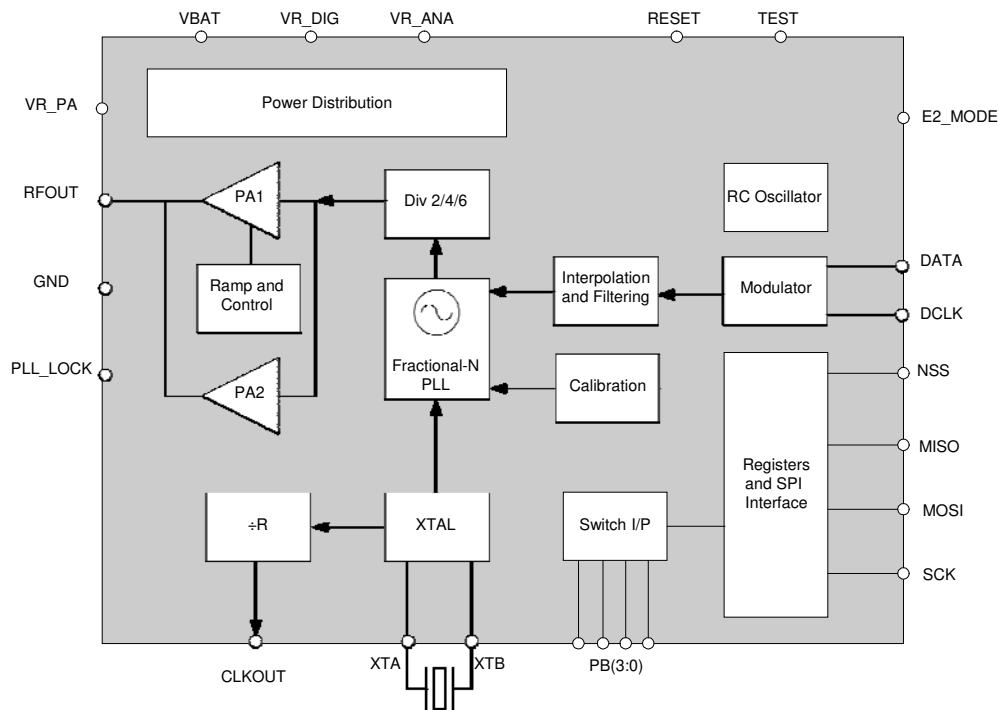 VBAT
VR_DIG
VR_ANA
RESET
TEST
VR_PA
Power Distribution
E2_MODE
RFOUT
PA1
Div 2/4/6
RC Oscillator
GND
Ramp and
Control
Fractional-N
PLL
Interpolation
and Filtering
Modulator
DATA
DCLK
PLL_LOCK
PA2
Calibration
NSS
MISO
Registers
and SPI
Interface
÷R
XTAL
Switch I/P
MOSI
SCK
CLKOUT
XTA
XTB
PB(3:0)